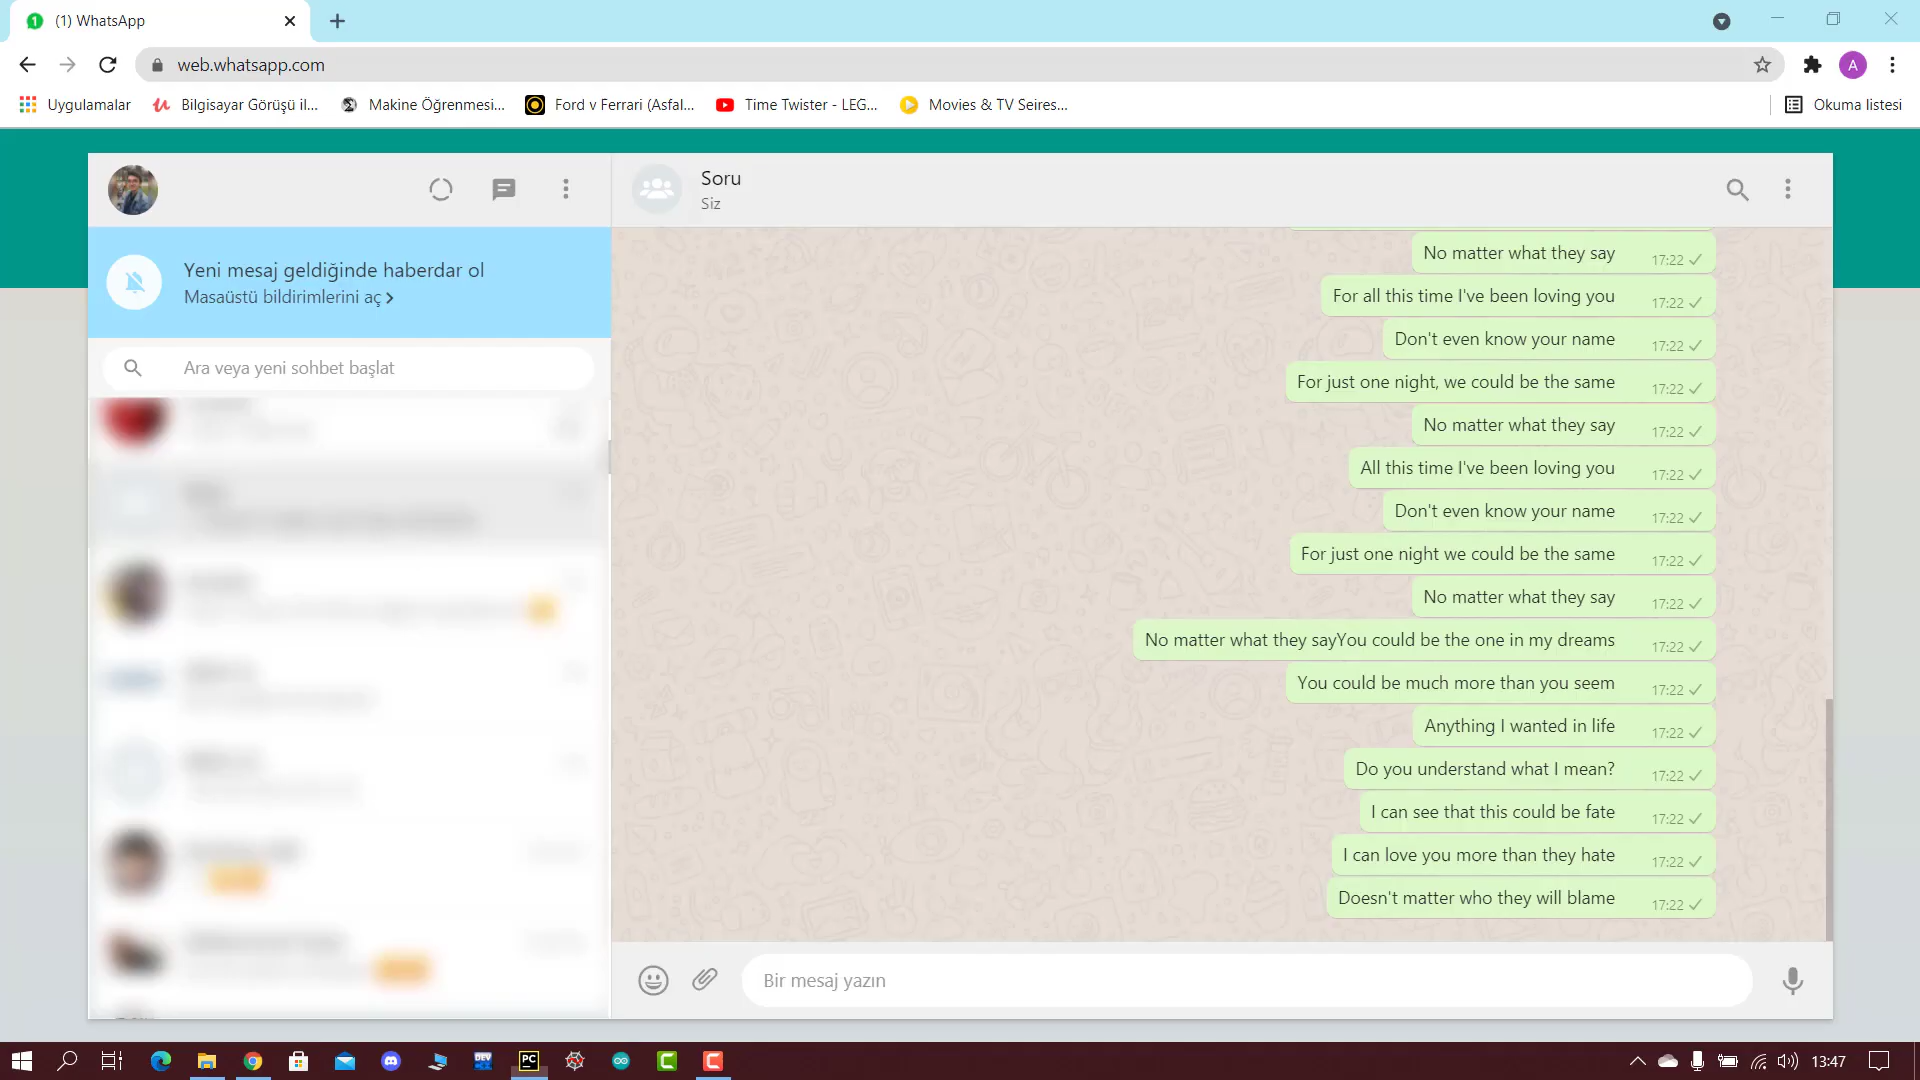 (1) WhatsApp
web.whatsapp.com
A
Uygulamalar
Bilgisayar Görüşü il...
Makine Öğrenmesi...
Ford v Ferrari (Asfal...
Time Twister - LEG...
Movies & TV Seires...
Okuma listesi
Soru
Siz
Yeni mesaj geldiğinde haberdar ol
Masaüstü bildirimlerini aç
Ara veya yeni sohbet başlat
No matter what they say 17:22
For all this time I've been loving you 17:22
Don't even know your name 17:22
For just one night, we could be the same 17:22
No matter what they say 17:22
All this time I've been loving you 17:22
Don't even know your name 17:22
For just one night we could be the same 17:22
No matter what they say 17:22
No matter what they sayYou could be the one in my dreams 17:22
You could be much more than you seem 17:22
Anything I wanted in life 17:22
Do you understand what I mean? 17:22
I can see that this could be fate 17:22
I can love you more than they hate 17:22
Doesn't matter who they will blame 17:22
Bir mesaj yazın
DEV
PC
13:47